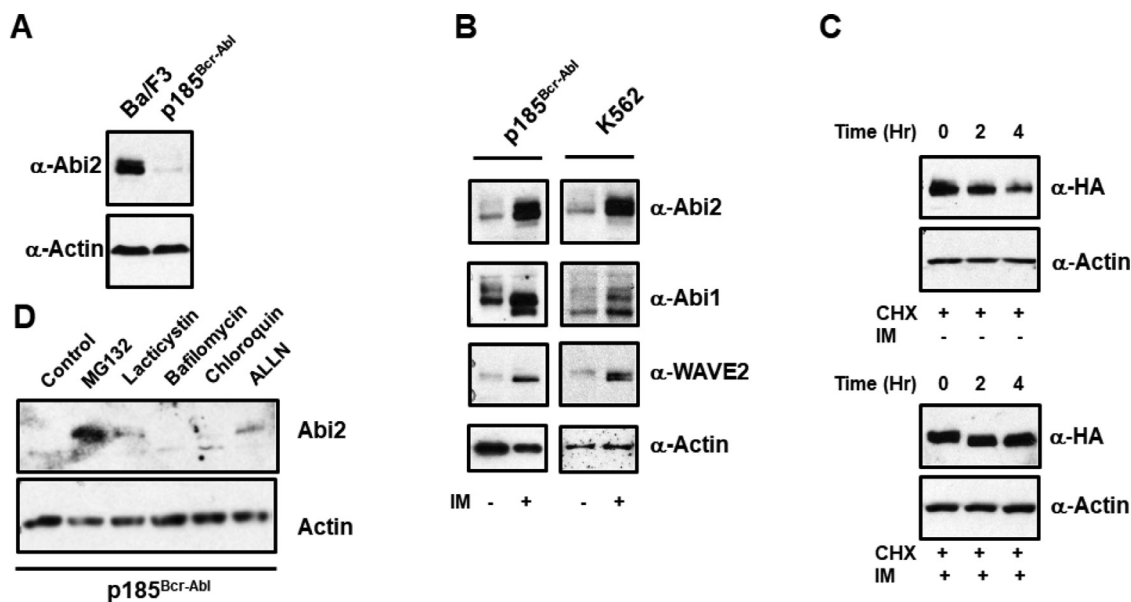 A
Ba/F3
p185Bcr-Abl
α-Abi2
α-Actin
B
p185Bcr-Abl
K562
α-Abi2
α-Abi1
α-WAVE2
α-Actin
IM - + - +
C
Time (Hr) 0 2 4
α-HA
α-Actin
CHX + + +
IM - - -
Time (Hr) 0 2 4
α-HA
α-Actin
CHX + + +
IM + + +
D
Control
MG132
Lacticystin
Bafilomycin
Chloroquin
ALLN
Abi2
Actin
p185Bcr-Abl